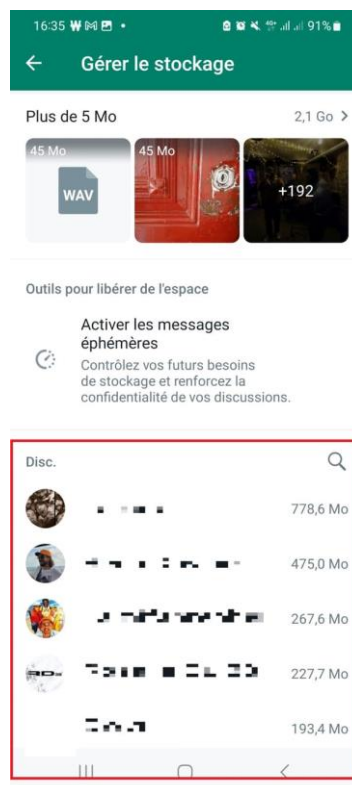 16:35 91%
Gérer le stockage
Plus de 5 Mo 2,1 Go
45 Mo 45 Mo
WAV +192
Outils pour libérer de l'espace
Activer les messages
éphémères
Contrôlez vos futurs besoins
de stockage et renforcez la
confidentialité de vos discussions.
Disc.
778,6 Mo
475,0 Mo
267,6 Mo
227,7 Mo
193,4 Mo